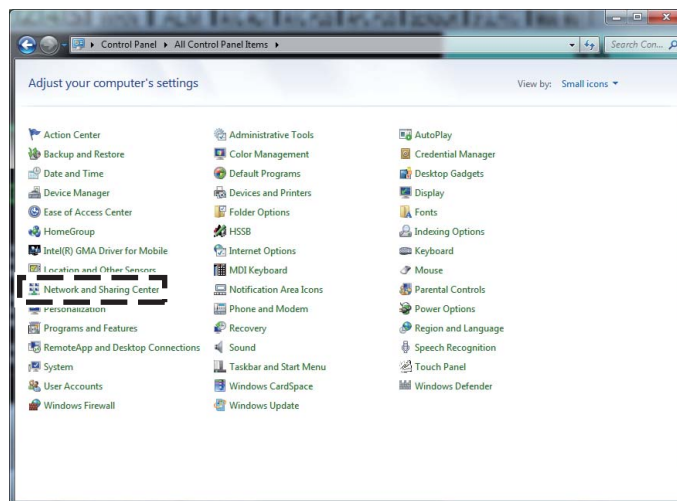 Control Panel All Control Panel Items Search Con...
Adjust your computer's settings View by: Small icons
Action Center Administrative Tools AutoPlay
Backup and Restore Color Management Credential Manager
Date and Time Default Programs Desktop Gadgets
Device Manager Devices and Printers Display
Ease of Access Center Folder Options Fonts
HomeGroup HSSB Indexing Options
Intel(R) GMA Driver for Mobile Internet Options Keyboard
Location and Other Sensors MDI Keyboard Mouse
Network and Sharing Center Notification Area Icons Parental Controls
Personalization Phone and Modem Power Options
Programs and Features Recovery Region and Language
RemoteApp and Desktop Connections Sound Speech Recognition
System Taskbar and Start Menu Touch Panel
User Accounts Windows CardSpace Windows Defender
Windows Firewall Windows Update